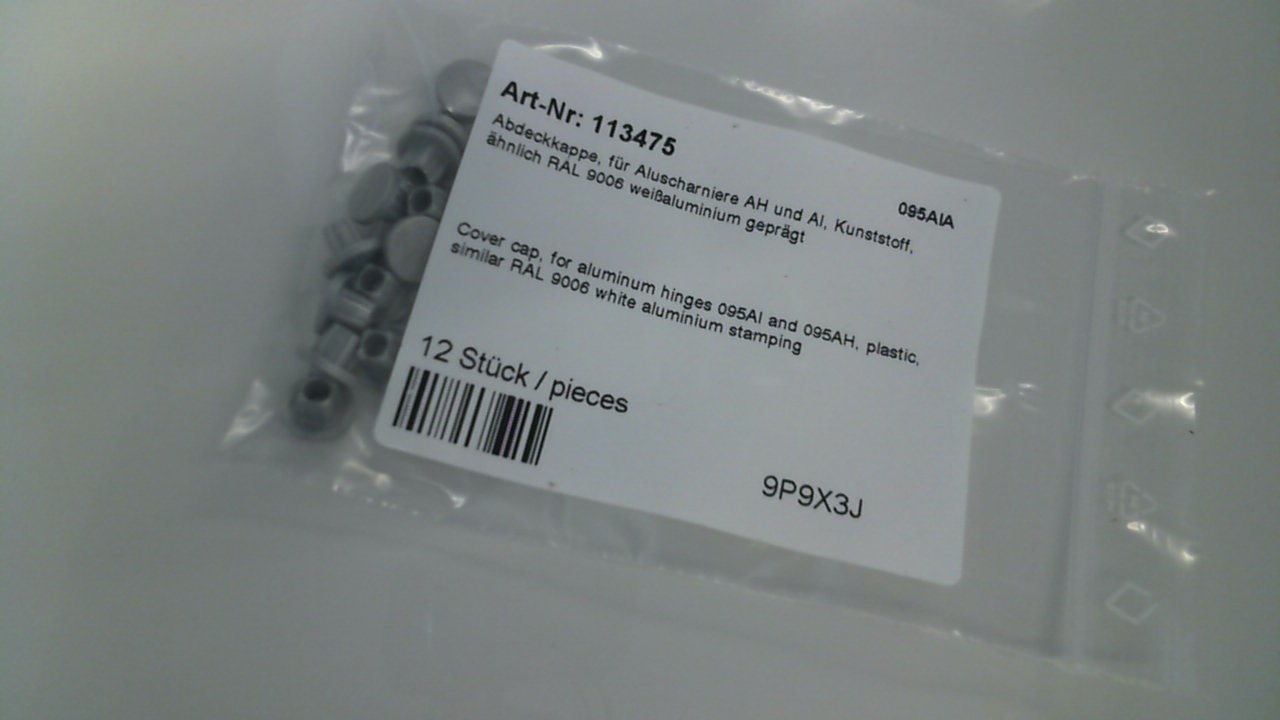 Art-Nr: 113475
095AIA
Abdeckkappe, für Aluscharniere AH und AI, Kunststoff,
ähnlich RAL 9006 weißaluminium geprägt
Cover cap, for aluminum hinges 095AI and 095AH, plastic,
similar RAL 9006 white aluminium stamping
12 Stück / pieces
9P9X3J